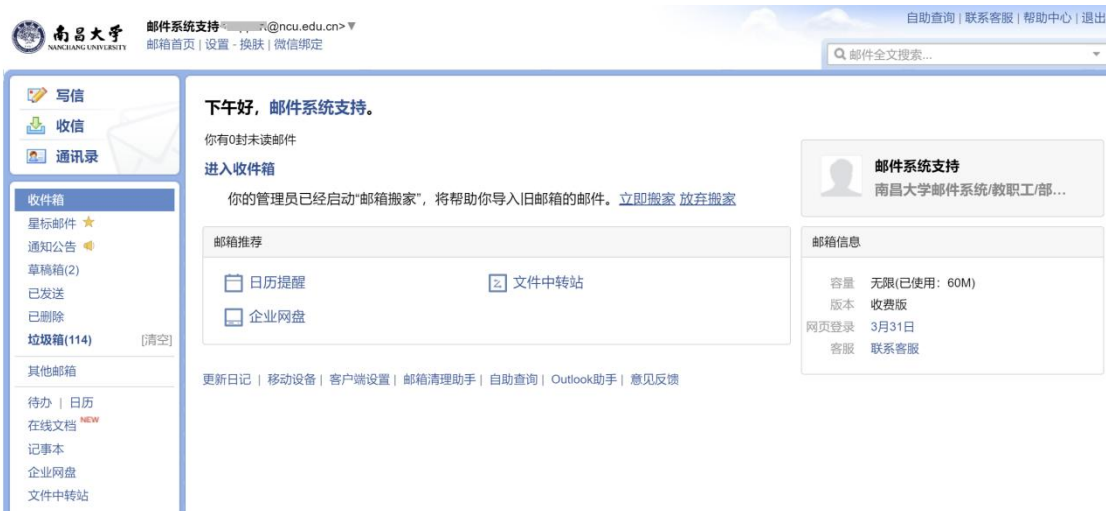 南昌大学
NANCHANG UNIVERSITY
邮件系统支持 @ncu.edu.cn>▼
邮箱首页 | 设置 - 换肤 | 微信绑定
自助查询 | 联系客服 | 帮助中心 | 退出
邮件全文搜索...
写信
收信
通讯录
收件箱
星标邮件
通知公告
草稿箱(2)
已发送
已删除
垃圾箱(114) [清空]
其他邮箱
待办 | 日历
在线文档 NEW
记事本
企业网盘
文件中转站
下午好，邮件系统支持。
你有0封未读邮件
进入收件箱
你的管理员已经启动“邮箱搬家”，将帮助你导入旧邮箱的邮件。立即搬家 放弃搬家
邮箱推荐
日历提醒 文件中转站
企业网盘
更新日记 | 移动设备 | 客户端设置 | 邮箱清理助手 | 自助查询 | Outlook助手 | 意见反馈
邮件系统支持
南昌大学邮件系统/教职工/部...
邮箱信息
容量 无限(已使用：60M)
版本 收费版
网页登录 3月31日
客服 联系客服